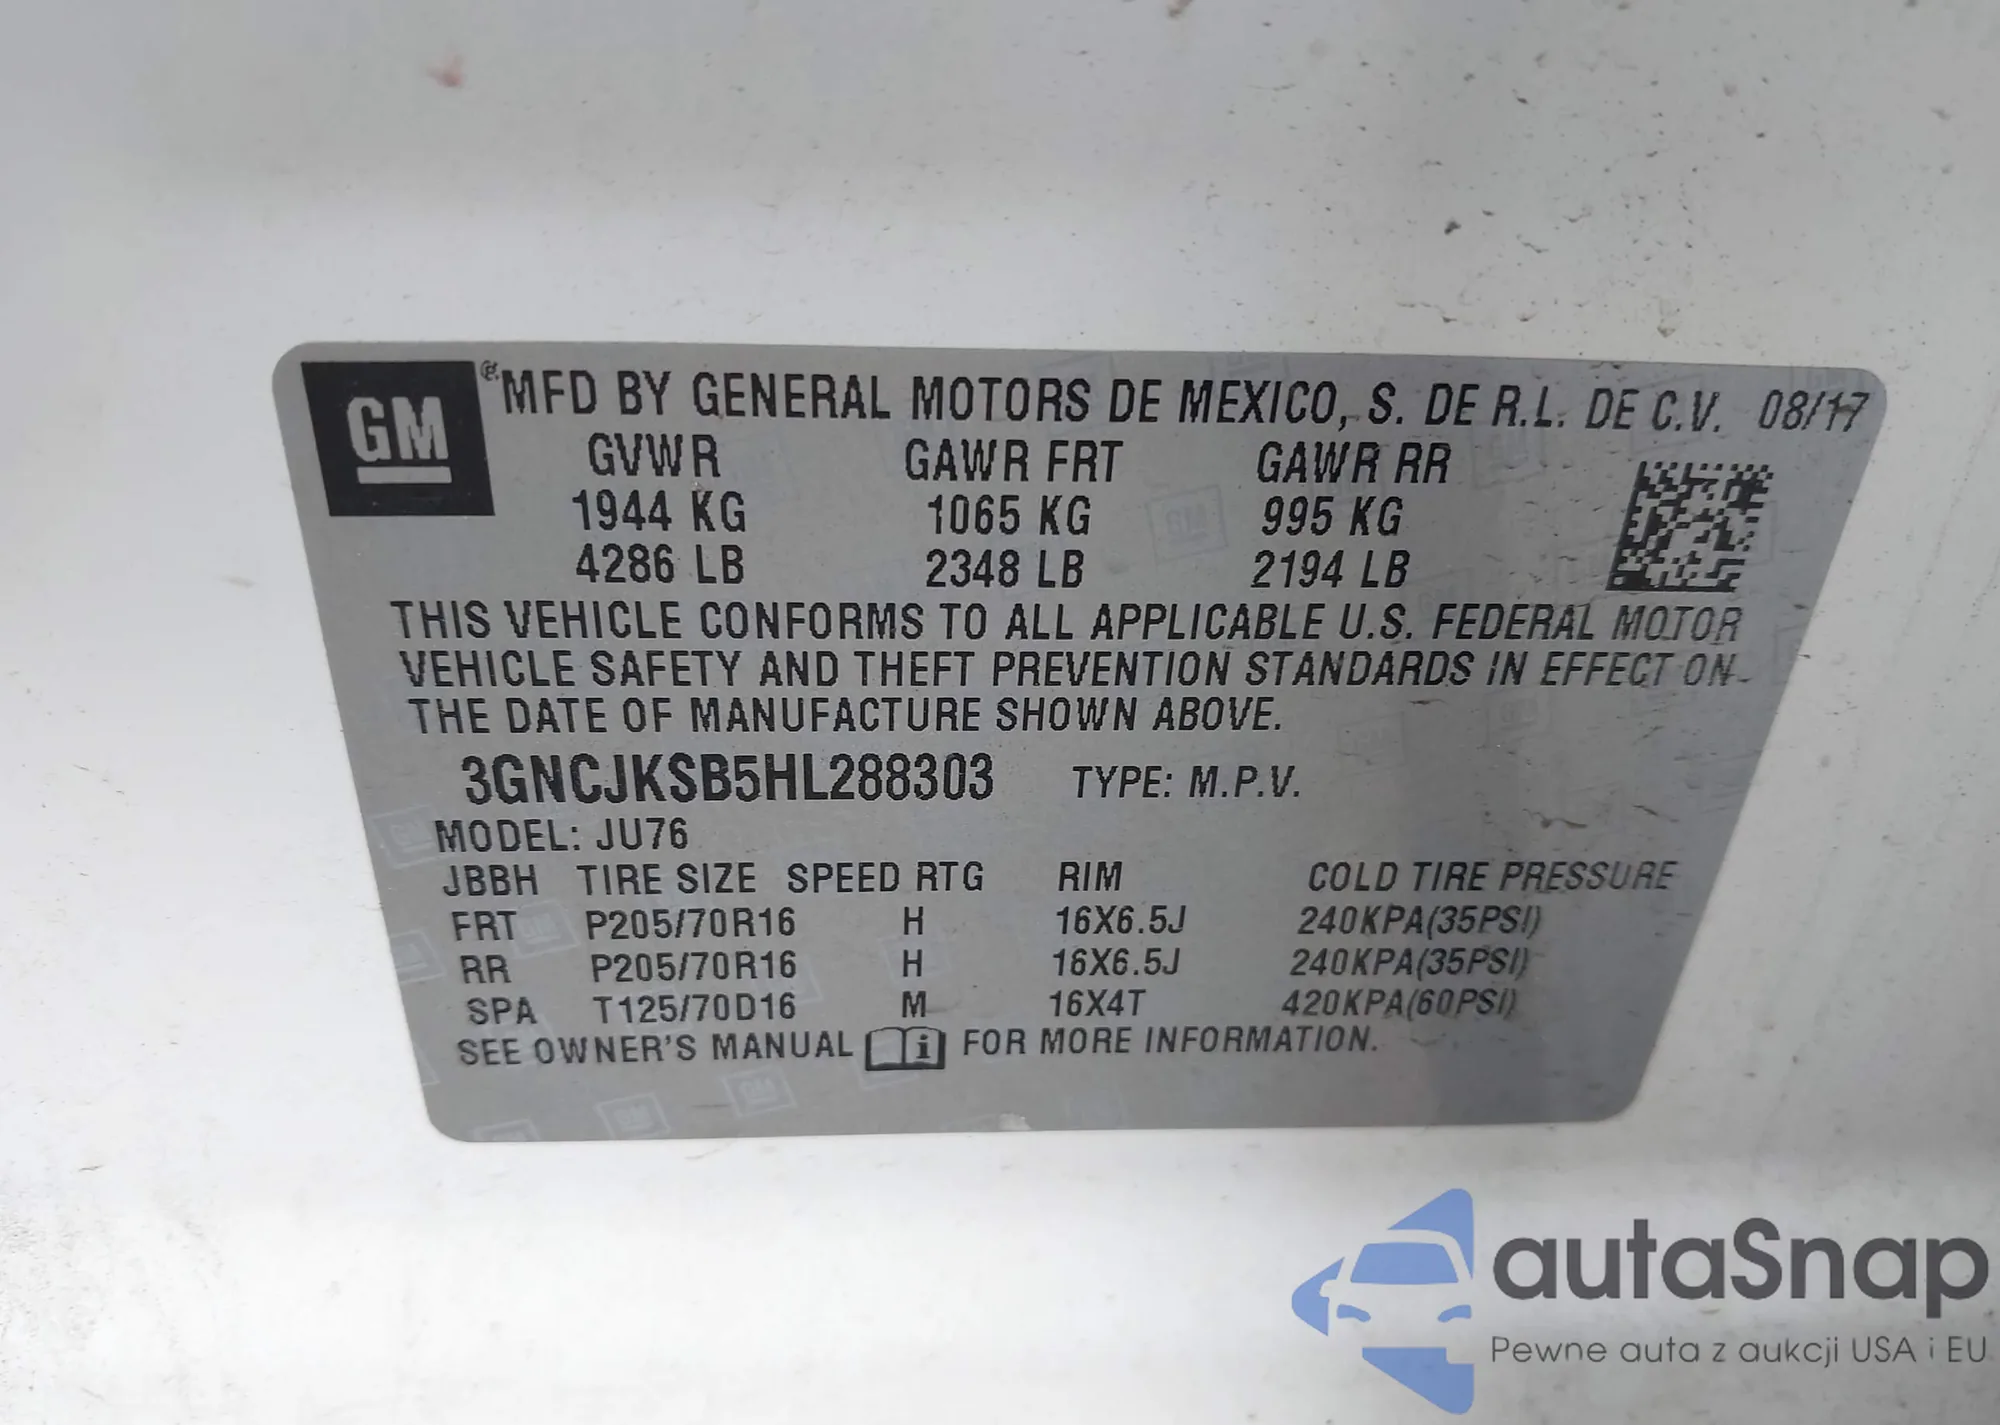 GM
MFD BY GENERAL MOTORS DE MEXICO, S. DE R.L. DE C.V. 08/17
GVWR GAWR FRT GAWR RR
1944 KG 1065 KG 995 KG
4286 LB 2348 LB 2194 LB
THIS VEHICLE CONFORMS TO ALL APPLICABLE U.S. FEDERAL MOTOR
VEHICLE SAFETY AND THEFT PREVENTION STANDARDS IN EFFECT ON
THE DATE OF MANUFACTURE SHOWN ABOVE.
3GNCJKSB5HL288303 TYPE: M.P.V.
MODEL: JU76
JBBH TIRE SIZE SPEED RTG RIM COLD TIRE PRESSURE
FRT P205/70R16 H 16X6.5J 240KPA(35PSI)
RR P205/70R16 H 16X6.5J 240KPA(35PSI)
SPA T125/70D16 M 16X4T 420KPA(60PSI)
SEE OWNER'S MANUAL i FOR MORE INFORMATION.
autaSnap
Pewne auta z aukcji USA i EU